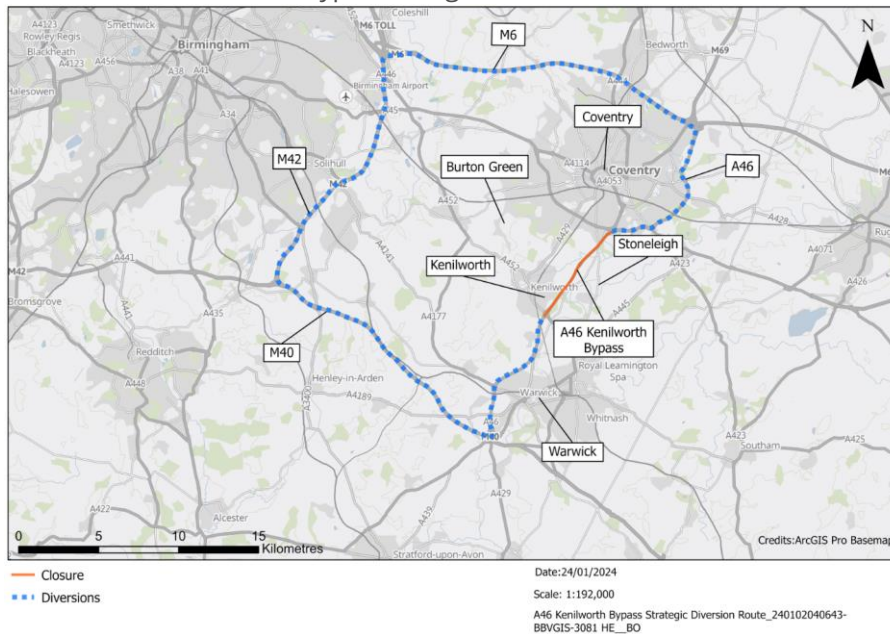 Coleshill
M6 TOLL
A4123
Smethwick
A4123
Rowley Regis
Blackheath
A456
Birmingham
A38
A41
M6
Bedworth
M69
N
A446
Birmingham Airport
A45
Halesowen
A34
Coventry
A4114
Coventry
A4053
Burton Green
Solihull
M42
M42
A46
A452
A428
A429
Stoneleigh
A4141
Kenilworth
A452
A423
A4071
A426
M42
A441
Bromsgrove
A441
A435
Kenilworth
A445
A4177
A46 Kenilworth
Bypass
M40
Redditch
A448
Henley-in-Arden
A3400
A4189
Royal Leamington
Spa
Warwick
Whitnash
A46
Warwick
A423
Southam
A425
A422
Alcester
A429
A439
Stratford-upon-Avon
0 5 10 15
Kilometres
Credits:ArcGIS Pro Basemap
Closure
Diversions
Date:24/01/2024
Scale: 1:192,000
A46 Kenilworth Bypass Strategic Diversion Route_240102040643-
BBVGIS-3081 HE__BO